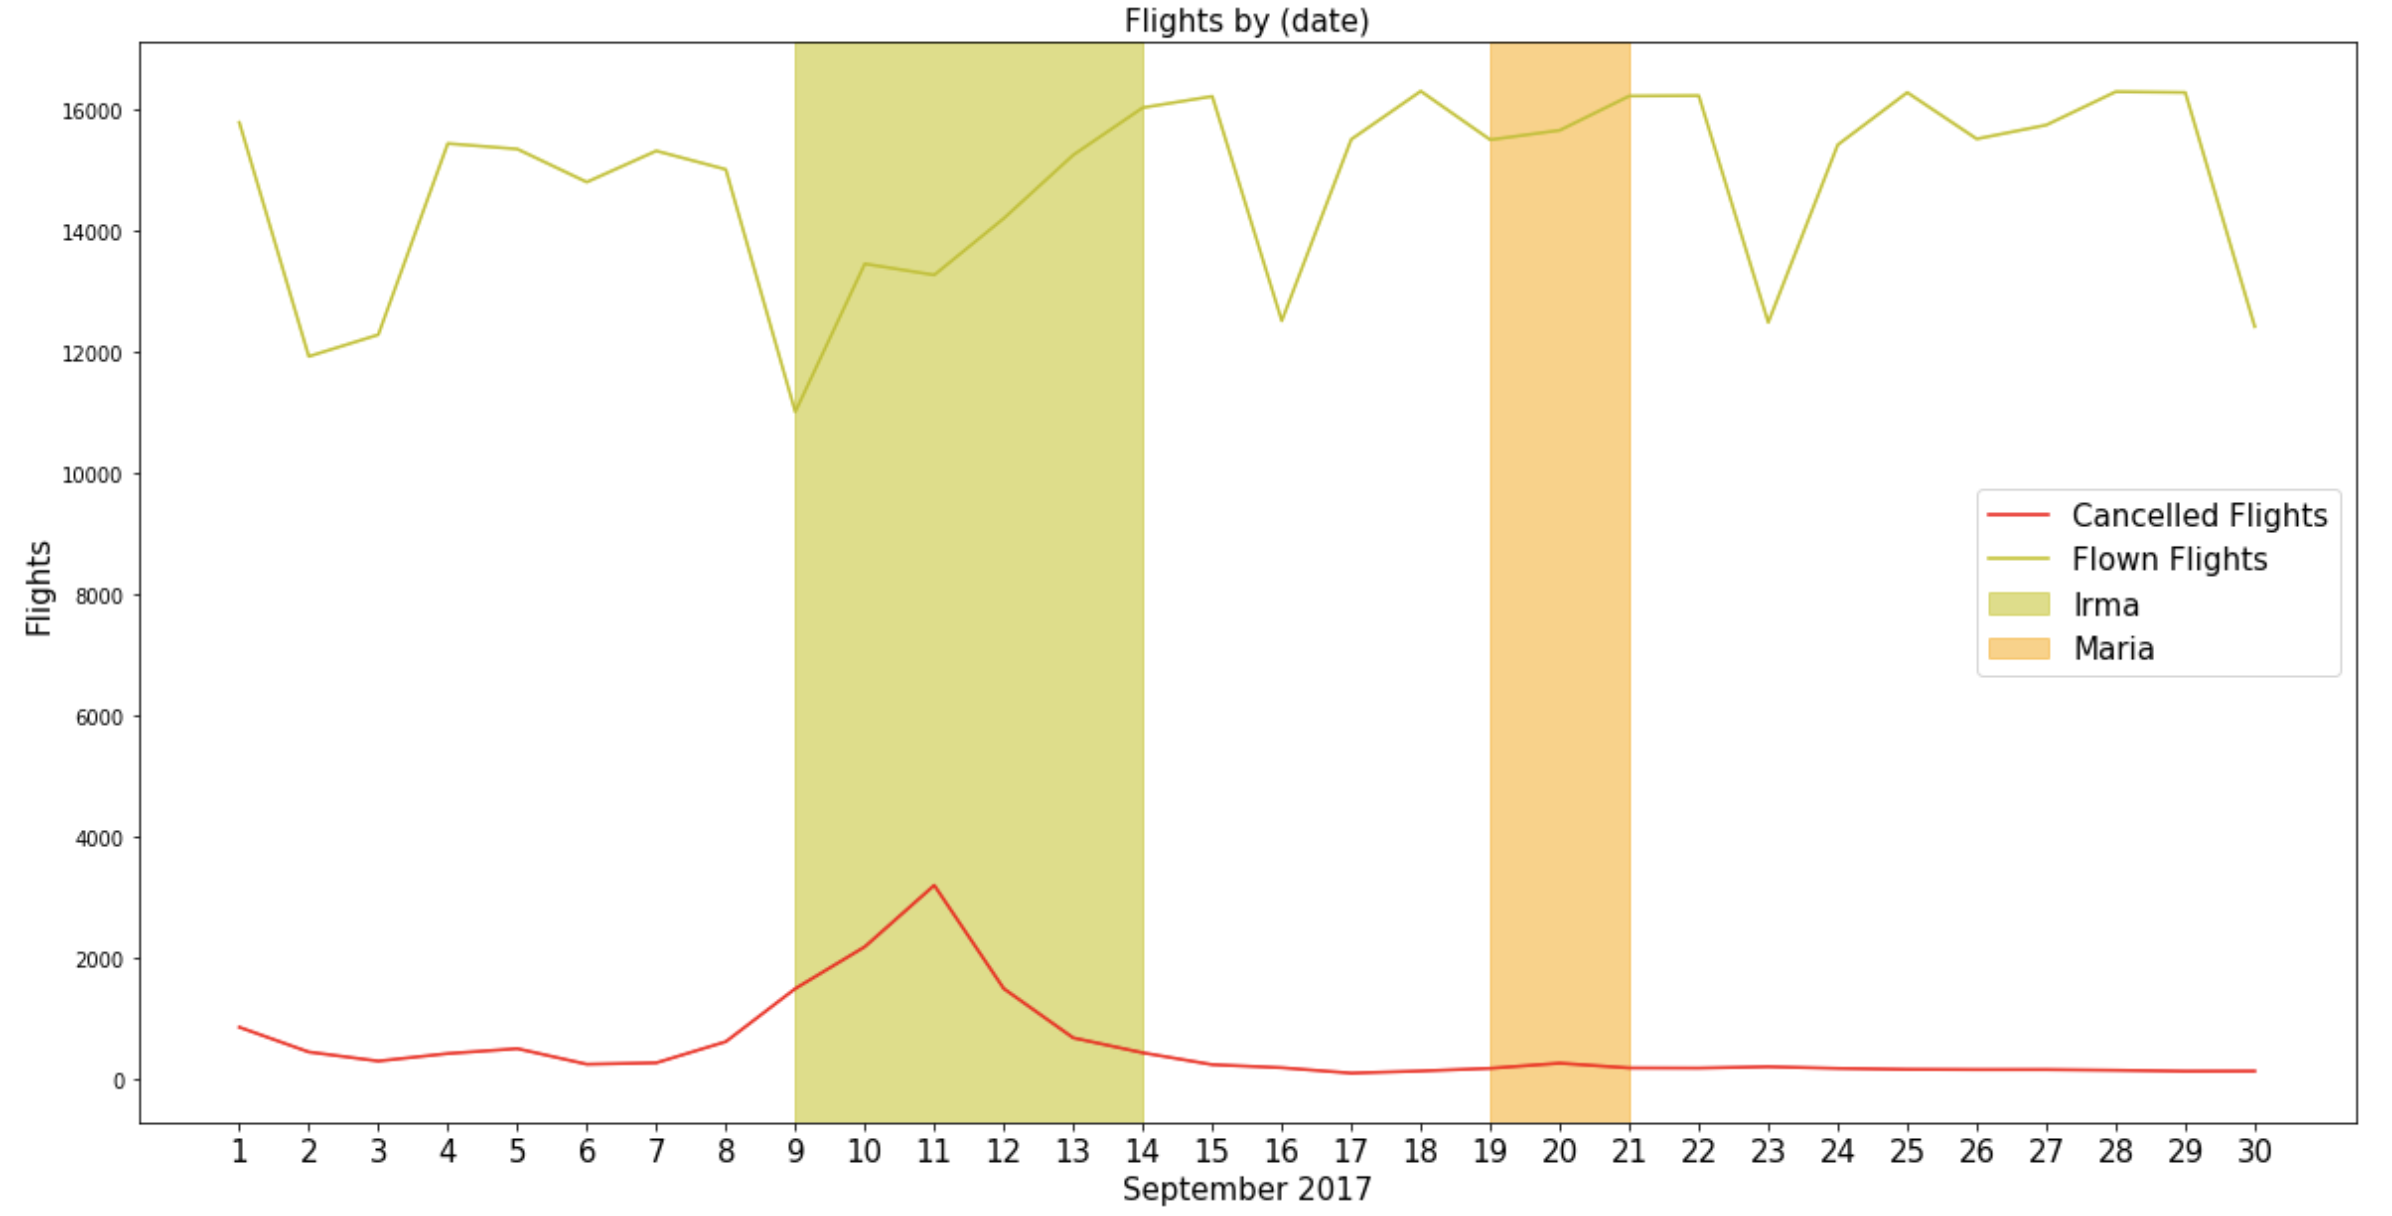 Flights by (date)
16000
14000
12000
10000
8000
6000
4000
2000
0
Flights
Cancelled Flights
Flown Flights
Irma
Maria
1 2 3 4 5 6 7 8 9 10 11 12 13 14 15 16 17 18 19 20 21 22 23 24 25 26 27 28 29 30
September 2017